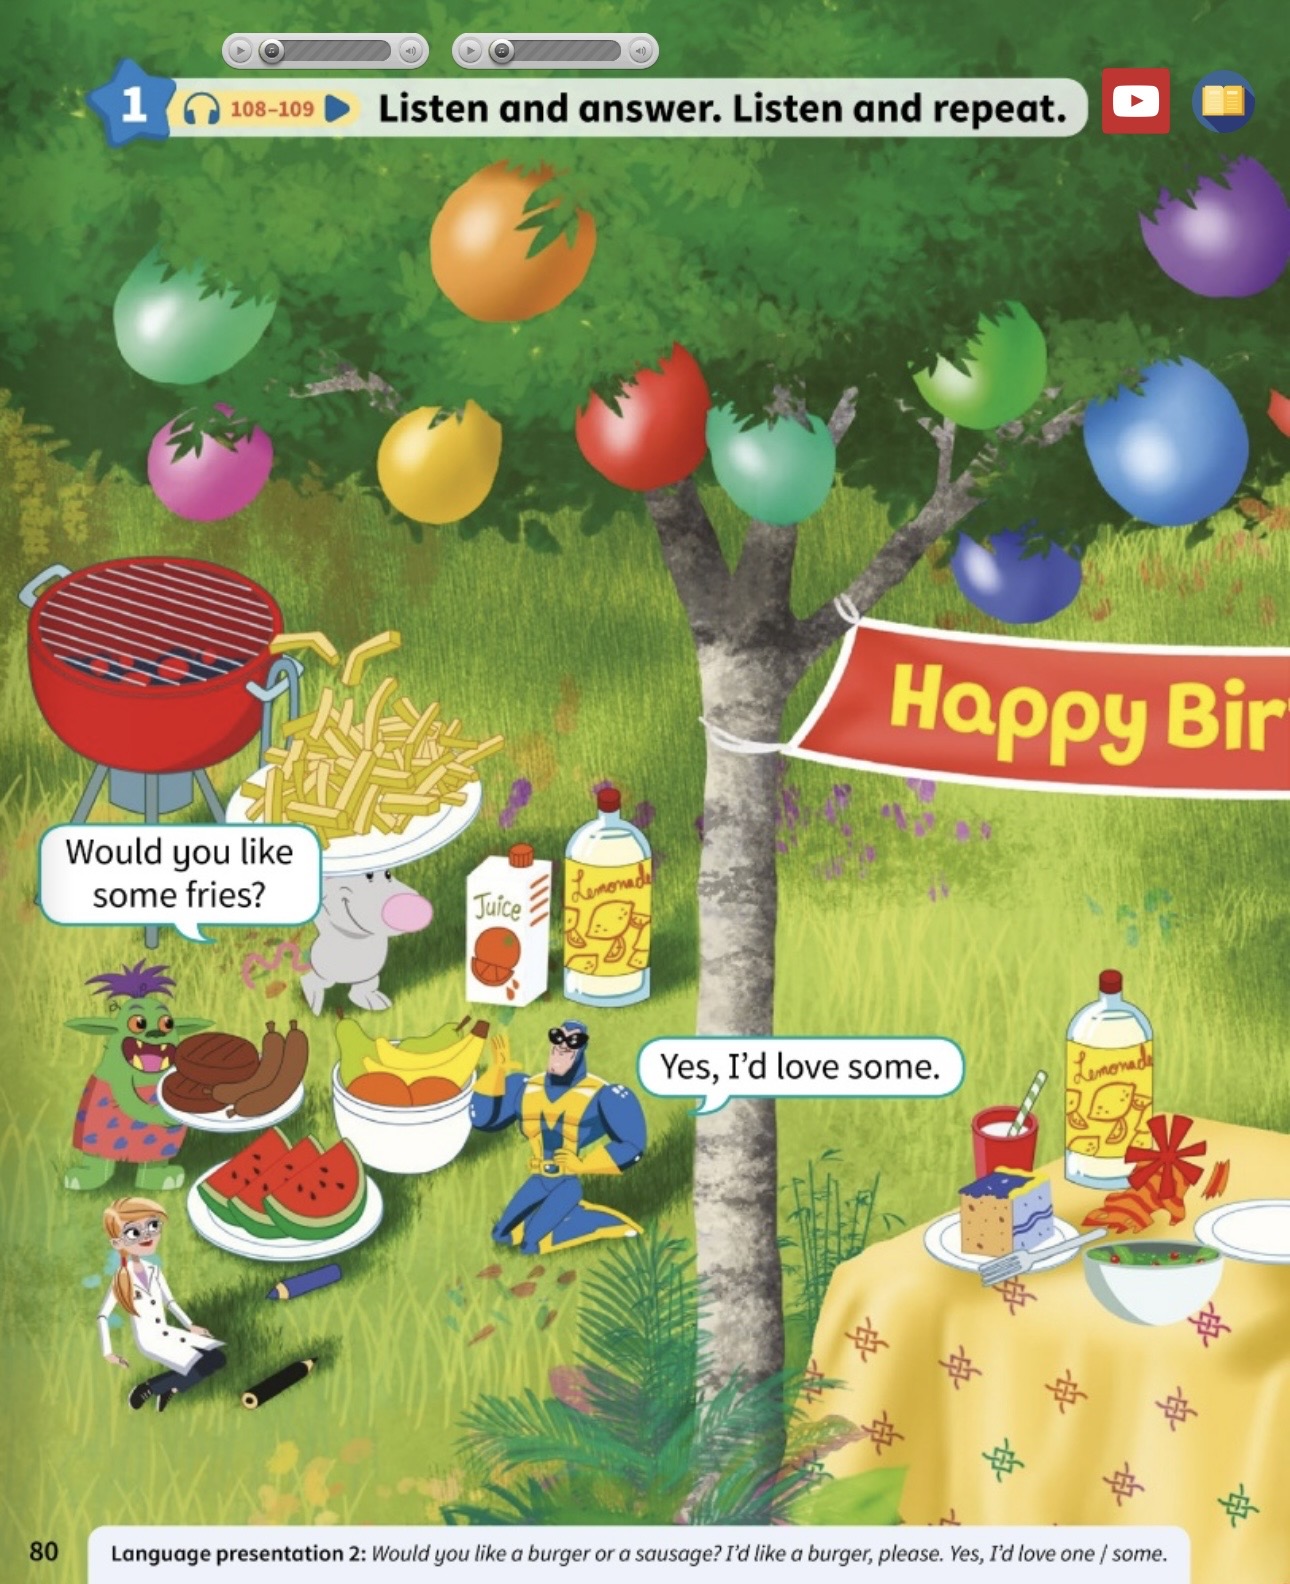 1
108–109
Listen and answer. Listen and repeat.
Happy Bir
Would you like
some fries?
Juice
Lemonade
M
Yes, I’d love some.
Lemonade
80
Language presentation 2: Would you like a burger or a sausage? I’d like a burger, please. Yes, I’d love one / some.